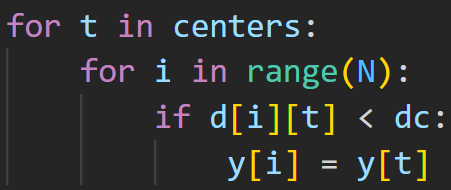 for t in centers:
    for i in range(N):
        if d[i][t] < dc:
            y[i] = y[t]